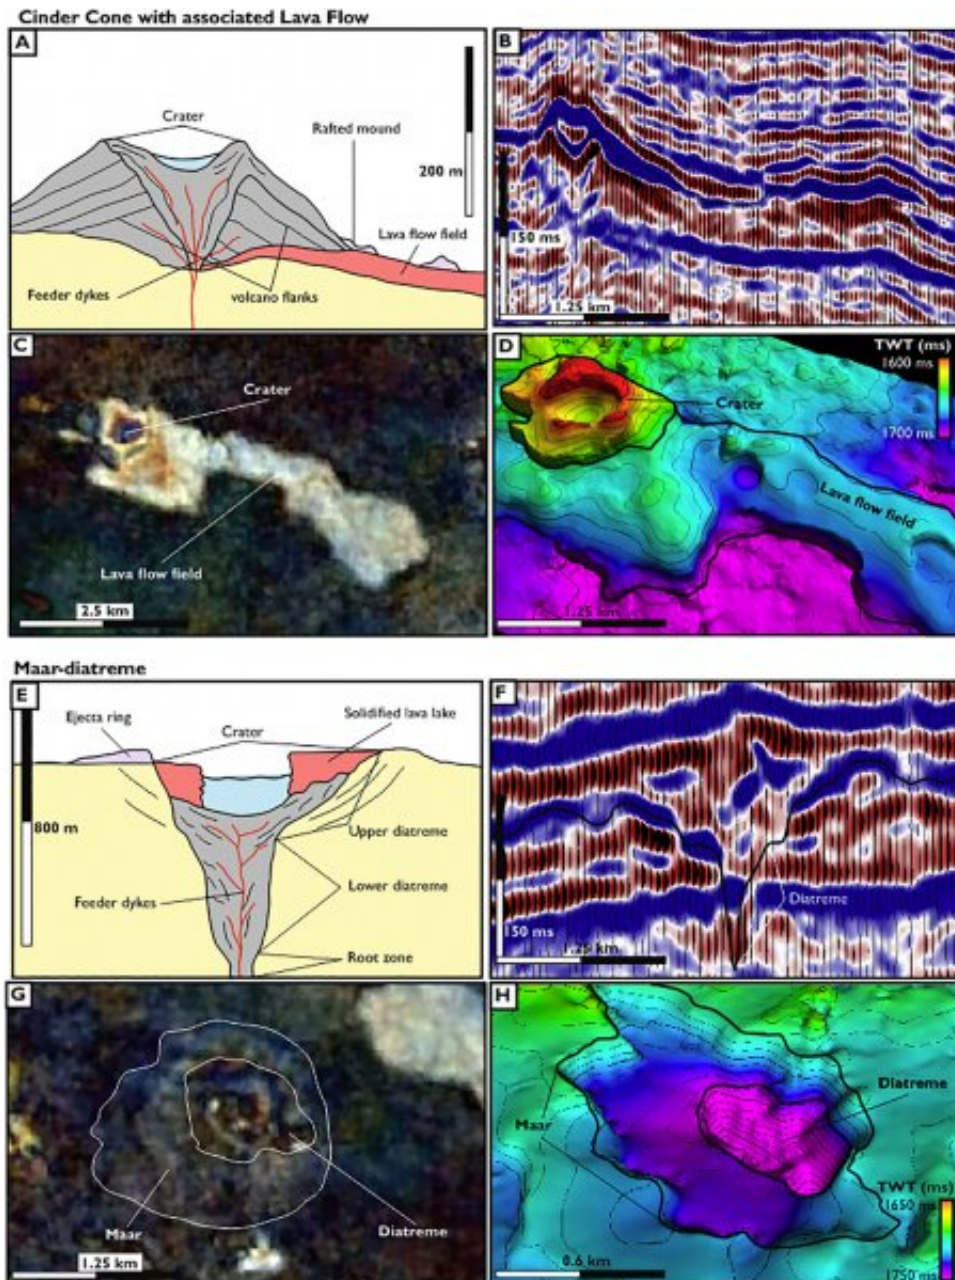 Cinder Cone with associated Lava Flow
A
Crater
Rafted mound
200 m
Lava flow field
Feeder dykes
volcano flanks
B
150 ms
1.25 km
C
Crater
Lava flow field
2.5 km
D
TWT (ms)
1600 ms
1700 ms
Crater
Lava flow field
1.25 km
Maar-diatreme
E
Ejecta ring
Crater
Solidified lava lake
800 m
Upper diatreme
Lower diatreme
Feeder dykes
Root zone
F
Diatreme
150 ms
1.25 km
G
Maar
Diatreme
1.25 km
H
Diatreme
Maar
TWT (ms)
1650 ms
0.6 km
1750 ms